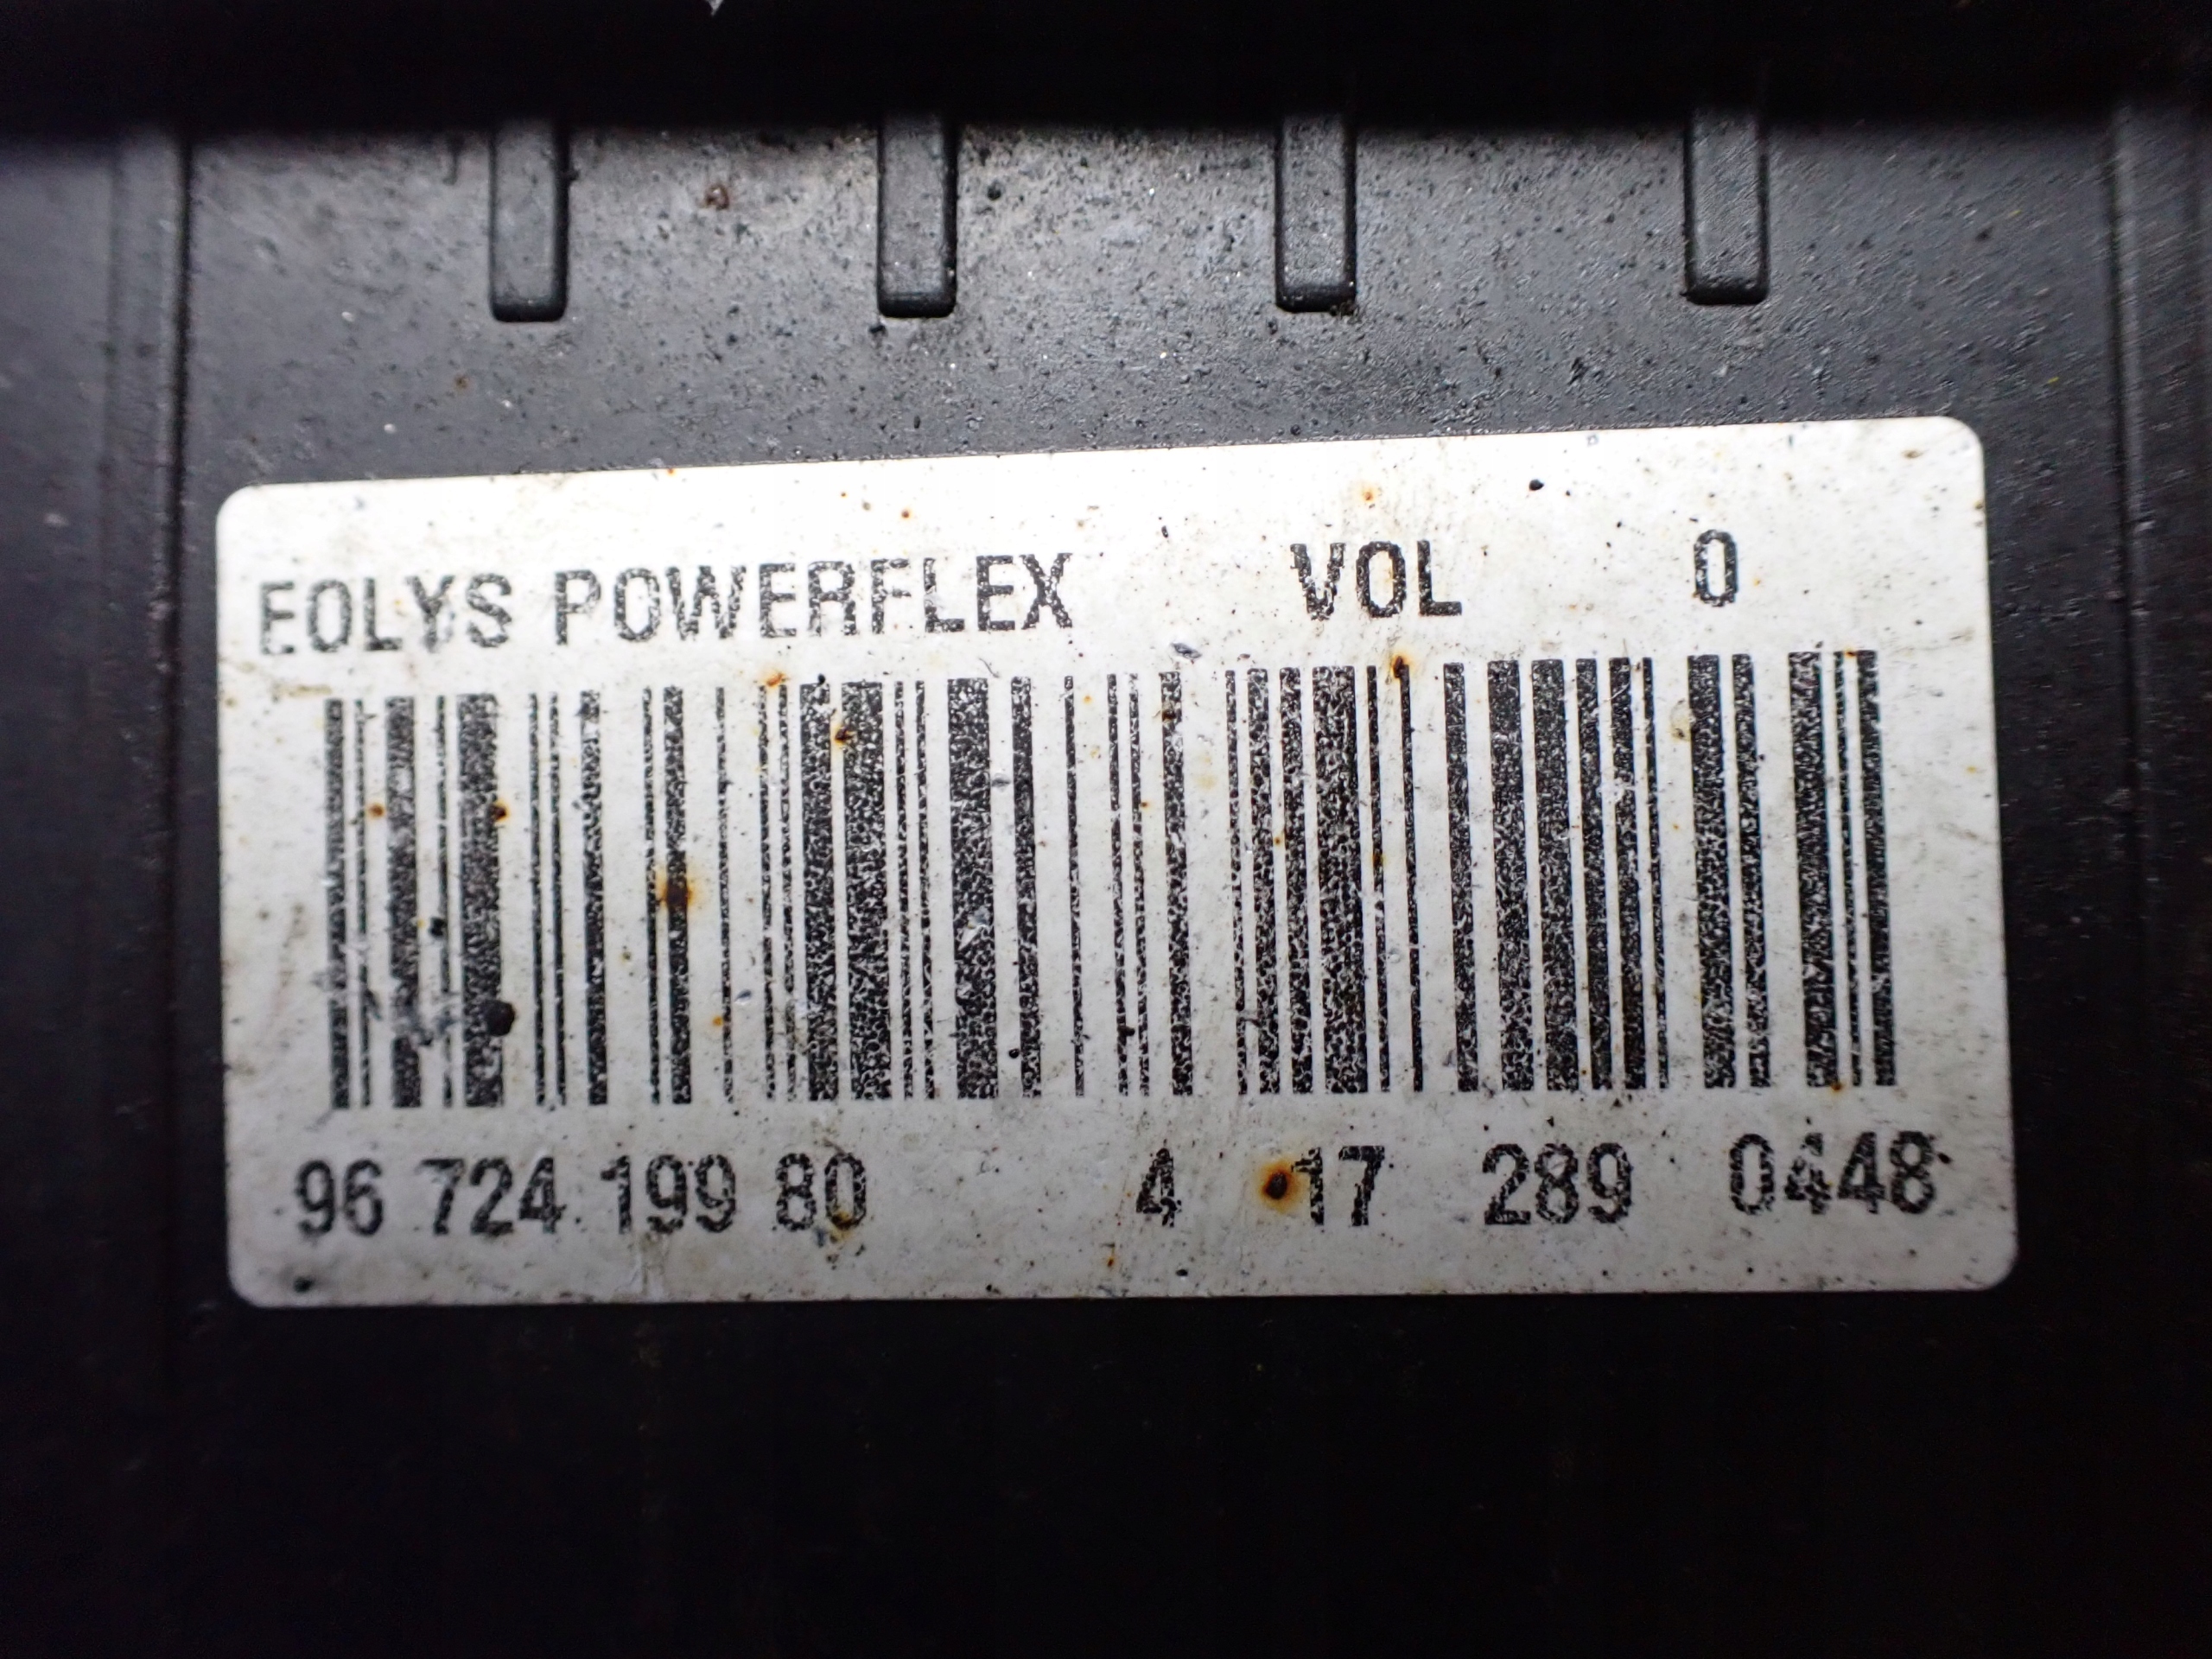 EOLYS POWERFLEX VOL 0
96 724 199 80 4 17 289 0448